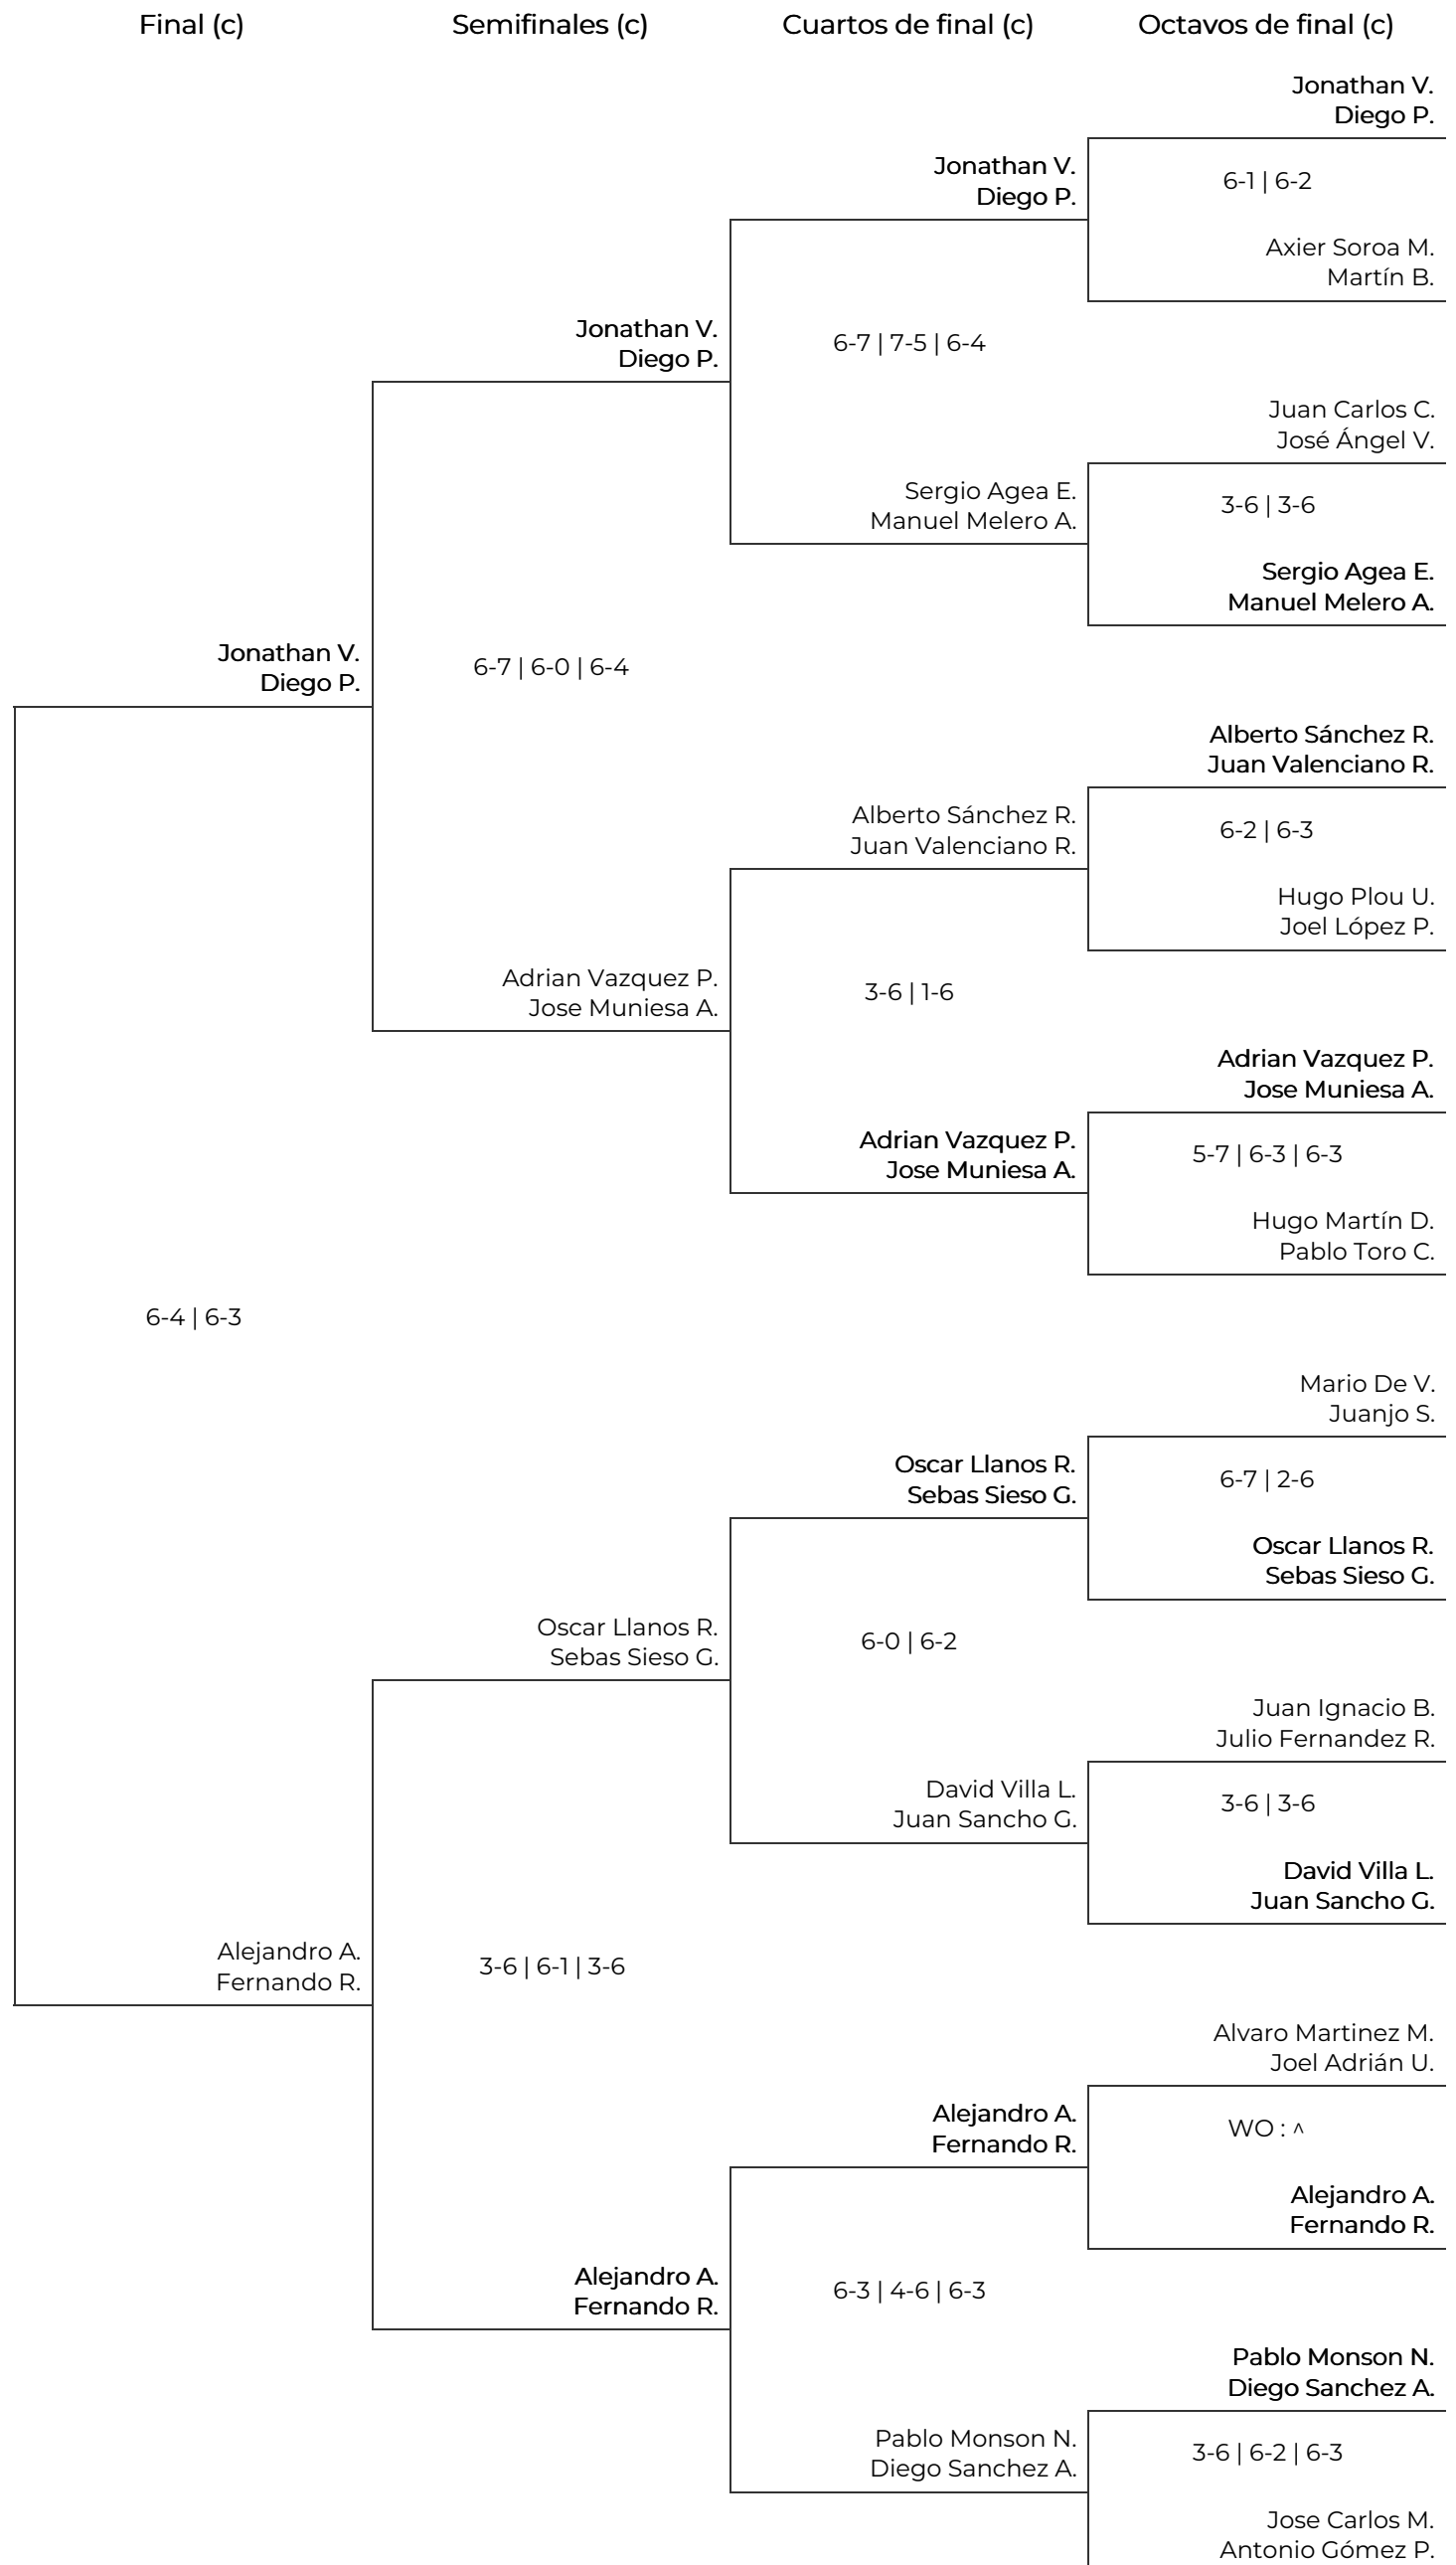 Final (c)
Semifinales (c)
Cuartos de final (c)
Octavos de final (c)
Jonathan V.
Diego P.
6-4 | 6-3
Alejandro A.
Fernando R.
Jonathan V.
Diego P.
6-7 | 6-0 | 6-4
Adrian Vazquez P.
Jose Muniesa A.
Oscar Llanos R.
Sebas Sieso G.
3-6 | 6-1 | 3-6
Alejandro A.
Fernando R.
Jonathan V.
Diego P.
6-7 | 7-5 | 6-4
Sergio Agea E.
Manuel Melero A.
Alberto Sánchez R.
Juan Valenciano R.
3-6 | 1-6
Adrian Vazquez P.
Jose Muniesa A.
Oscar Llanos R.
Sebas Sieso G.
6-0 | 6-2
David Villa L.
Juan Sancho G.
Alejandro A.
Fernando R.
6-3 | 4-6 | 6-3
Pablo Monson N.
Diego Sanchez A.
Jonathan V.
Diego P.
6-1 | 6-2
Axier Soroa M.
Martín B.
Juan Carlos C.
José Ángel V.
3-6 | 3-6
Sergio Agea E.
Manuel Melero A.
Alberto Sánchez R.
Juan Valenciano R.
6-2 | 6-3
Hugo Plou U.
Joel López P.
Adrian Vazquez P.
Jose Muniesa A.
5-7 | 6-3 | 6-3
Hugo Martín D.
Pablo Toro C.
Mario De V.
Juanjo S.
6-7 | 2-6
Oscar Llanos R.
Sebas Sieso G.
Juan Ignacio B.
Julio Fernandez R.
3-6 | 3-6
David Villa L.
Juan Sancho G.
Alvaro Martinez M.
Joel Adrián U.
WO : ^
Alejandro A.
Fernando R.
Pablo Monson N.
Diego Sanchez A.
3-6 | 6-2 | 6-3
Jose Carlos M.
Antonio Gómez P.